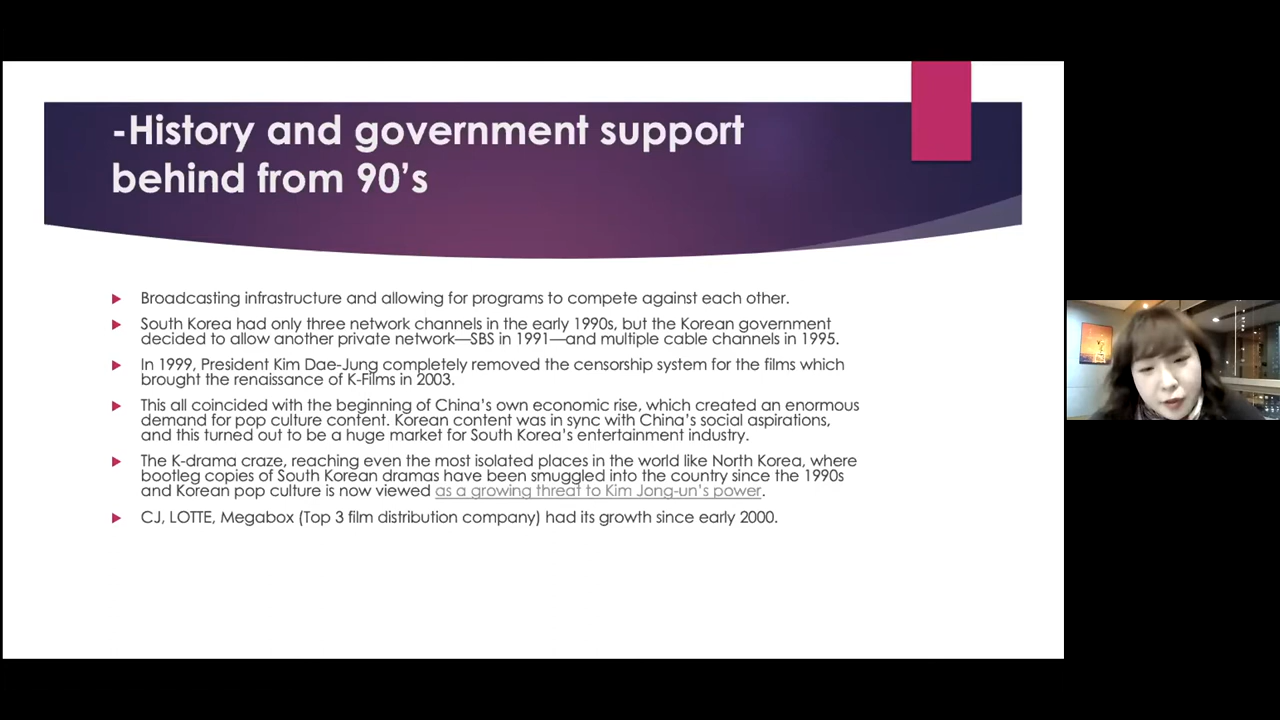 -History and government support
behind from 90's
Broadcasting infrastructure and allowing for programs to compete against each other.
South Korea had only three network channels in the early 1990s, but the Korean government
decided to allow another private network—SBS in 1991—and multiple cable channels in 1995.
In 1999, President Kim Dae-Jung completely removed the censorship system for the films which
brought the renaissance of K-Films in 2003.
This all coincided with the beginning of China's own economic rise, which created an enormous
demand for pop culture content. Korean content was in sync with China's social aspirations,
and this turned out to be a huge market for South Korea's entertainment industry.
The K-drama craze, reaching even the most isolated places in the world like North Korea, where
bootleg copies of South Korean dramas have been smuggled into the country since the 1990s
and Korean pop culture is now viewed as a growing threat to Kim Jong-un's power.
CJ, LOTTE, Megabox (Top 3 film distribution company) had its growth since early 2000.